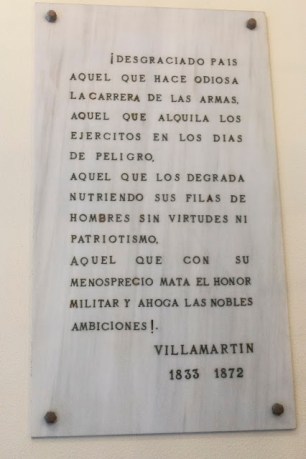 ¡DESGRACIADO PAIS
AQUEL QUE HACE ODIOSA
LA CARRERA DE LAS ARMAS,
AQUEL QUE ALQUILA LOS
EJERCITOS EN LOS DIAS
DE PELIGRO,
AQUEL QUE LOS DEGRADA
NUTRIENDO SUS FILAS DE
HOMBRES SIN VIRTUDES NI
PATRIOTISMO,
AQUEL QUE CON SU
MENOSPRECIO MATA EL HONOR
MILITAR Y AHOGA LAS NOBLES
AMBICIONES!.
VILLAMARTIN
1833 1872